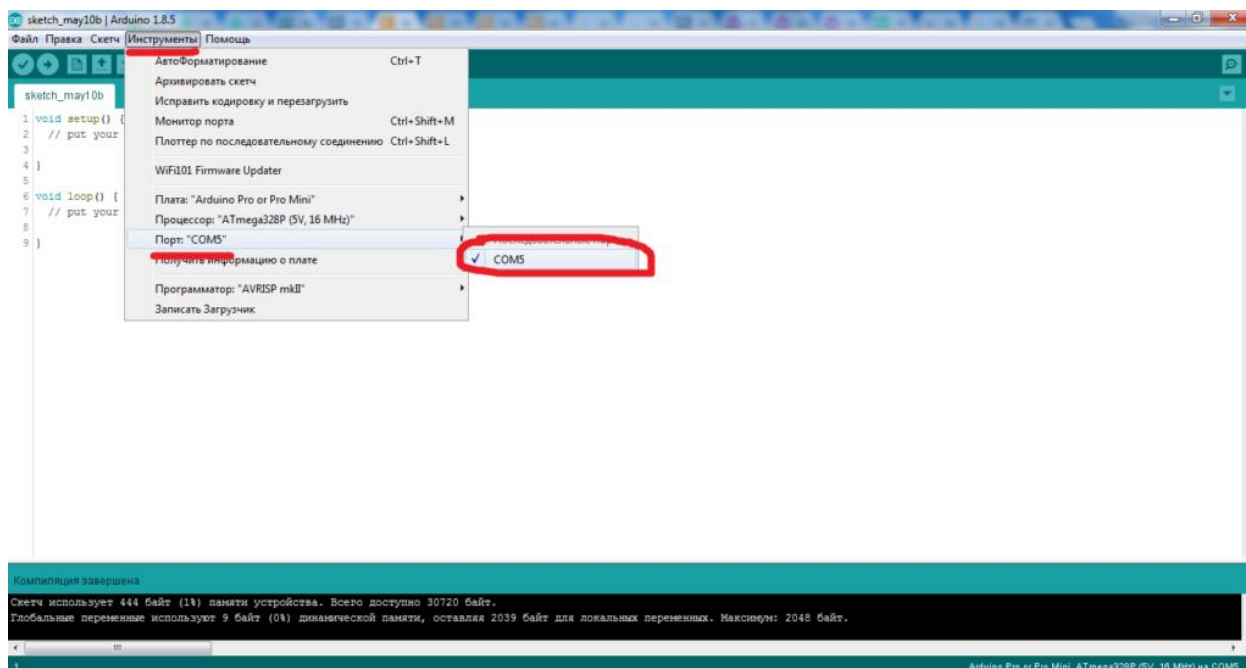 sketch_may10b | Arduino 1.8.5
Файл Правка Скетч Инструменты Помощь
АвтоФорматирование Ctrl+T
Архивировать скетч
sketch_may10b
Исправить кодировку и перезагрузить
1 void setup() {
Монитор порта Ctrl+Shift+M
2 // put your
Плоттер по последовательному соединению Ctrl+Shift+L
3
4 }
WiFi101 Firmware Updater
5
6 void loop() {
Плата: "Arduino Pro or Pro Mini"
7 // put your
Процессор: "ATmega328P (5V, 16 MHz)"
8
9 }
Порт: "COM5"
Получить информацию о плате
✓ COM5
Программатор: "AVRISP mkII"
Записать Загрузчик
Компиляция завершена
Скетч использует 444 байт (1%) памяти устройства. Всего доступно 30720 байт.
Глобальные переменные используют 9 байт (0%) динамической памяти, оставляя 2039 байт для локальных переменных. Максимум: 2048 байт.
1
Arduino Pro or Pro Mini, ATmega328P (5V, 16 MHz) на COM5